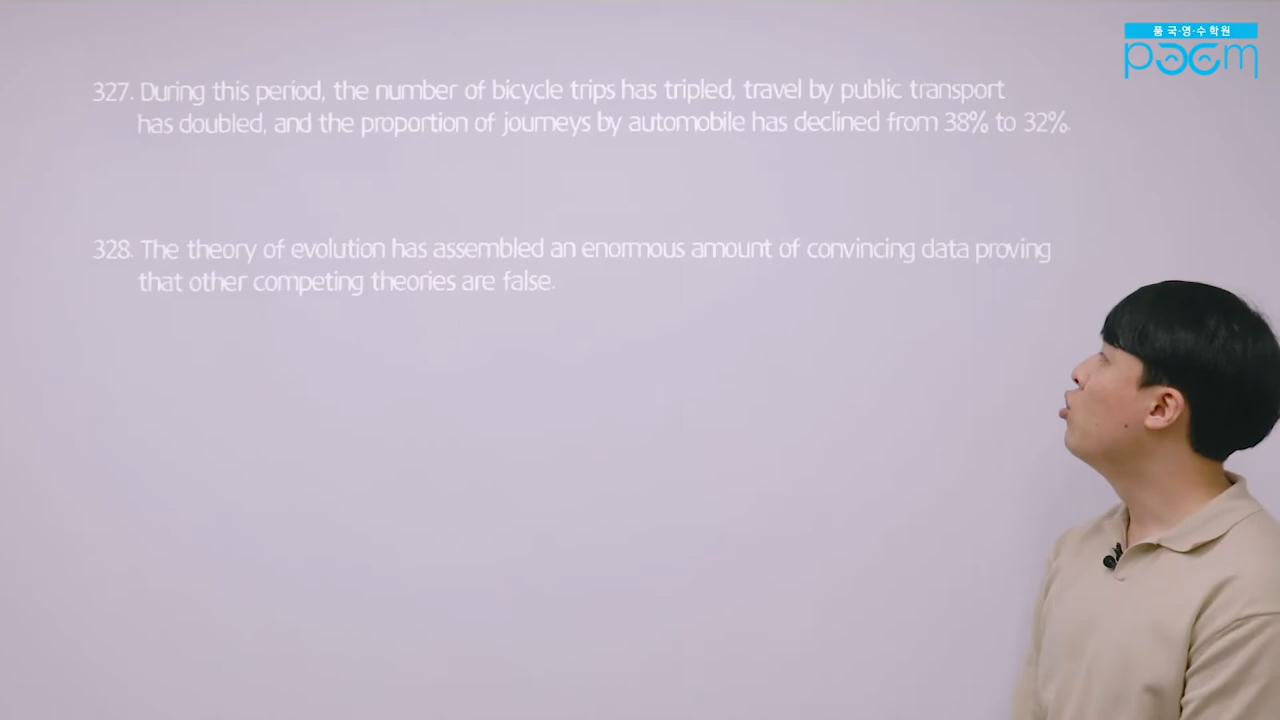 품 국·영·수 학원
poem
327. During this period, the number of bicycle trips has tripled, travel by public transport
has doubled, and the proportion of journeys by automobile has declined from 38% to 32%.
328. The theory of evolution has assembled an enormous amount of convincing data proving
that other competing theories are false.